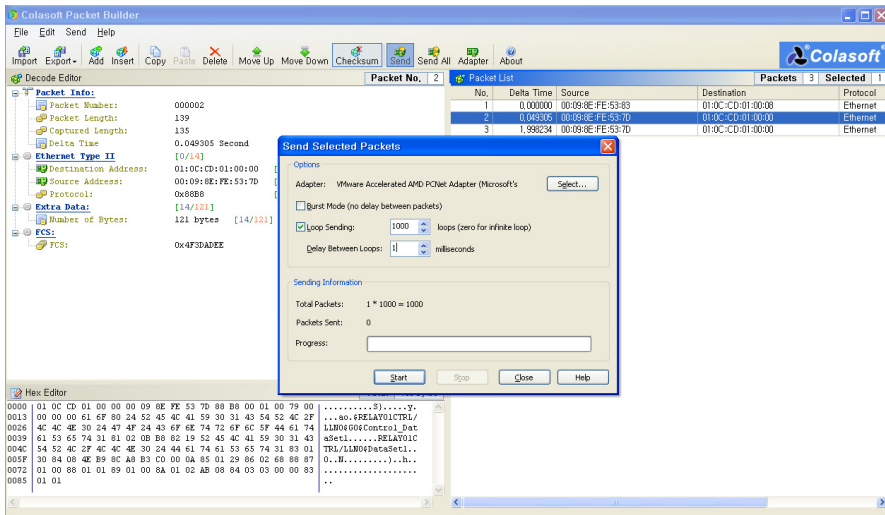 Colasoft Packet Builder
File Edit Send Help
Import Export Add Insert Copy Paste Delete Move Up Move Down Checksum Send Send All Adapter About
Colasoft
Decode Editor Packet No. 2
Packet Info:
Packet Number: 000002
Packet Length: 139
Captured Length: 135
Delta Time 0.049305 Second
Ethernet Type II [0/14]
Destination Address: 01:0C:CD:01:00:00 [
Source Address: 00:09:8E:FE:53:7D [
Protocol: 0x88B8 [
Extra Data: [14/121]
Number of Bytes: 121 bytes [14/121]
FCS:
FCS: 0x4F3DADEE
Packet List Packets 3 Selected 1
No. Delta Time Source Destination Protocol
1 0.000000 00:09:8E:FE:53:83 01:0C:CD:01:00:08 Ethernet
2 0.049305 00:09:8E:FE:53:7D 01:0C:CD:01:00:00 Ethernet
3 1.998234 00:09:8E:FE:53:7D 01:0C:CD:01:00:00 Ethernet
Send Selected Packets
Options
Adapter: VMware Accelerated AMD PCNet Adapter (Microsoft's Select...
Burst Mode (no delay between packets)
Loop Sending: 1000 loops (zero for infinite loop)
Delay Between Loops: 1 milliseconds
Sending Information
Total Packets: 1 * 1000 = 1000
Packets Sent: 0
Progress:
Start Stop Close Help
Hex Editor
0000 01 0C CD 01 00 00 00 09 8E FE 53 7D 88 B8 00 01 00 79 00 ..........S}.....y.
0013 00 00 00 61 6F 80 24 52 45 4C 41 59 30 31 43 54 52 4C 2F ...ao.$RELAY01CTRL/
0026 4C 4C 4E 30 24 47 4F 24 43 6F 6E 74 72 6F 6C 5F 44 61 74 LLN0$GO$Control_Dat
0039 61 53 65 74 31 81 02 0B B8 82 19 52 45 4C 41 59 30 31 43 aSet1......RELAY01C
004C 54 52 4C 2F 4C 4C 4E 30 24 44 61 74 61 53 65 74 31 83 01 TRL/LLN0$DataSet1..
005F 30 84 08 4E B9 8C A8 B3 C0 00 0A 85 01 29 86 02 68 88 87 0..N.........)..h..
0072 01 00 88 01 01 89 01 00 8A 01 02 AB 08 84 03 03 00 00 83 ...................
0085 01 01 ..